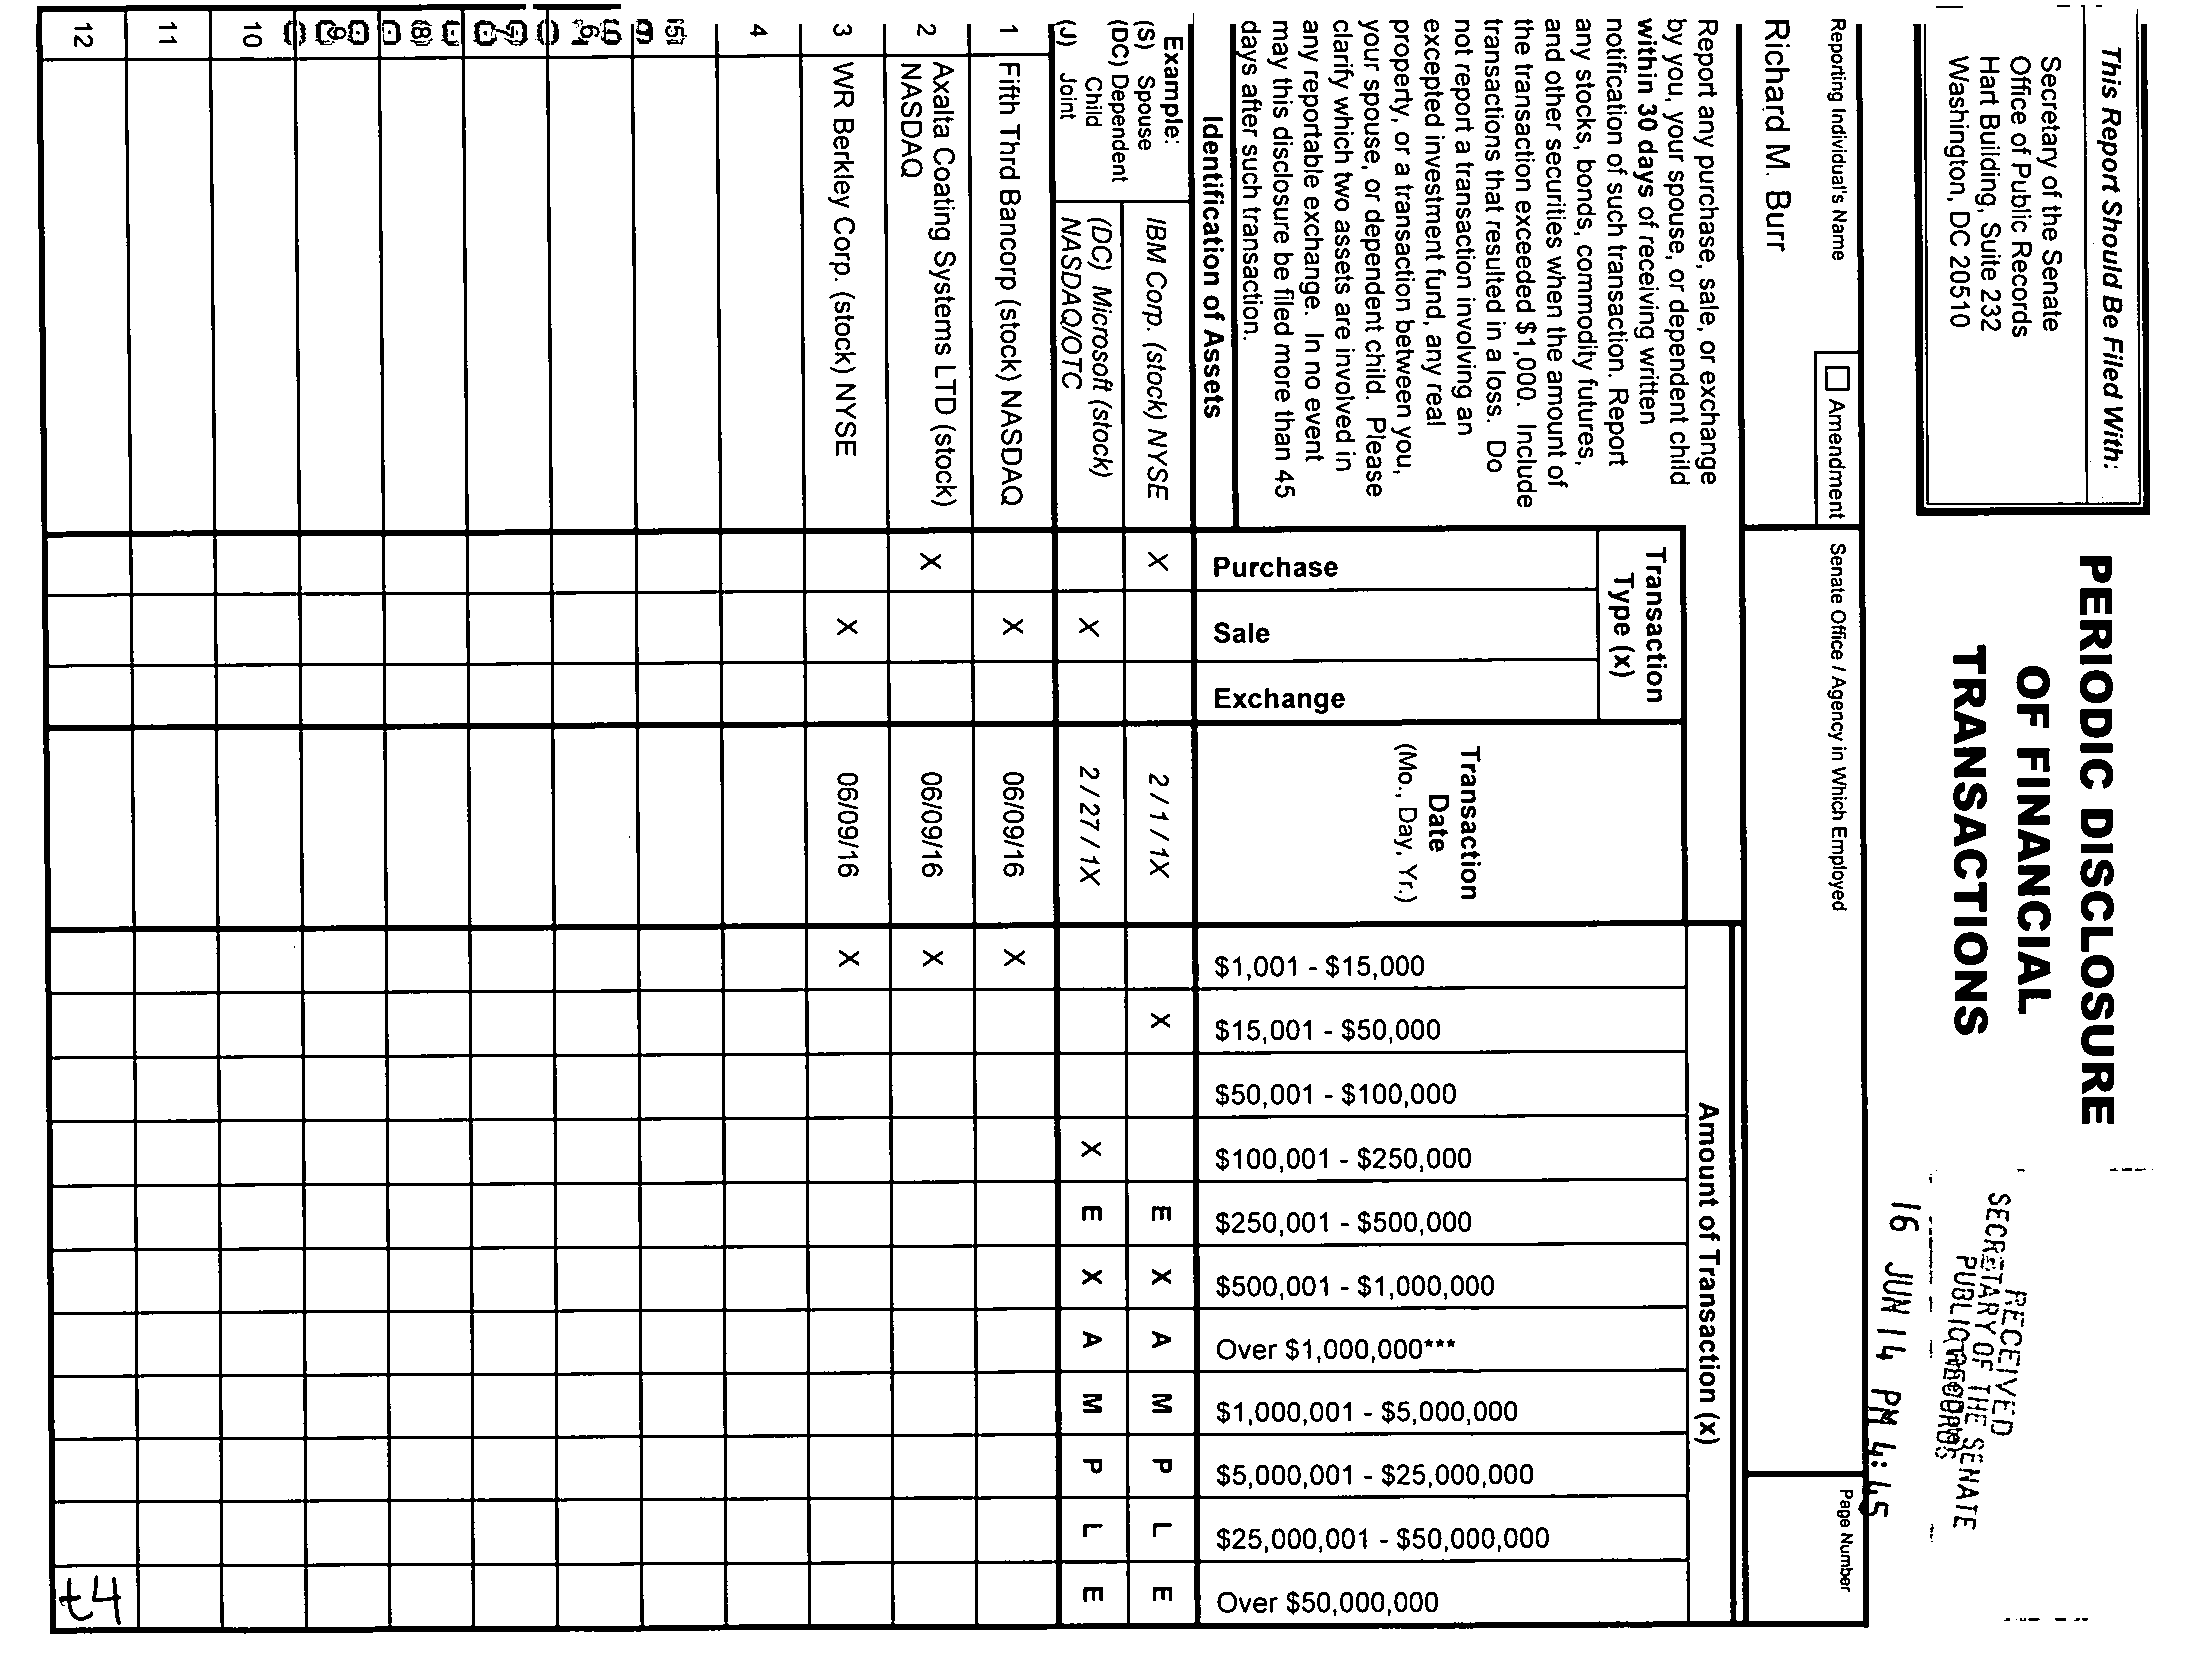 This Report Should Be Filed With:
Secretary of the Senate
Office of Public Records
Hart Building, Suite 232
Washington, DC 20510
PERIODIC DISCLOSURE
OF FINANCIAL
TRANSACTIONS
RECEIVED
SECRETARY OF THE SENATE
PUBLIC RECORDS
16 JUN 14 PM 4:45
Reporting Individual's Name
Amendment
Senate Office / Agency in Which Employed
Page Number
Richard M. Burr
Report any purchase, sale, or exchange
by you, your spouse, or dependent child
within 30 days of receiving written
notification of such transaction. Report
any stocks, bonds, commodity futures,
and other securities when the amount of
the transaction exceeded $1,000. Include
transactions that resulted in a loss. Do
not report a transaction involving an
excepted investment fund, any real
property, or a transaction between you,
your spouse, or dependent child. Please
clarify which two assets are involved in
any reportable exchange. In no event
may this disclosure be filed more than 45
days after such transaction.
Identification of Assets
Transaction
Type (x)
Purchase
Sale
Exchange
Transaction
Date
(Mo., Day, Yr.)
Amount of Transaction (x)
$1,001 - $15,000
$15,001 - $50,000
$50,001 - $100,000
$100,001 - $250,000
$250,001 - $500,000
$500,001 - $1,000,000
Over $1,000,000***
$1,000,001 - $5,000,000
$5,000,001 - $25,000,000
$25,000,001 - $50,000,000
Over $50,000,000
Example:
(S) Spouse
(DC) Dependent
Child
(J) Joint
IBM Corp. (stock) NYSE X 2 / 1 / 1X X E X A M P L E
(DC) Microsoft (stock)
NASDAQ/OTC X 2 / 27 / 1X X E X A M P L E
1 Fifth Thrd Bancorp (stock) NASDAQ X 06/09/16 X
2 Axalta Coating Systems LTD (stock)
NASDAQ X 06/09/16 X
3 WR Berkley Corp. (stock) NYSE X 06/09/16 X
4
5
6
7
8
9
10
11
12
t4